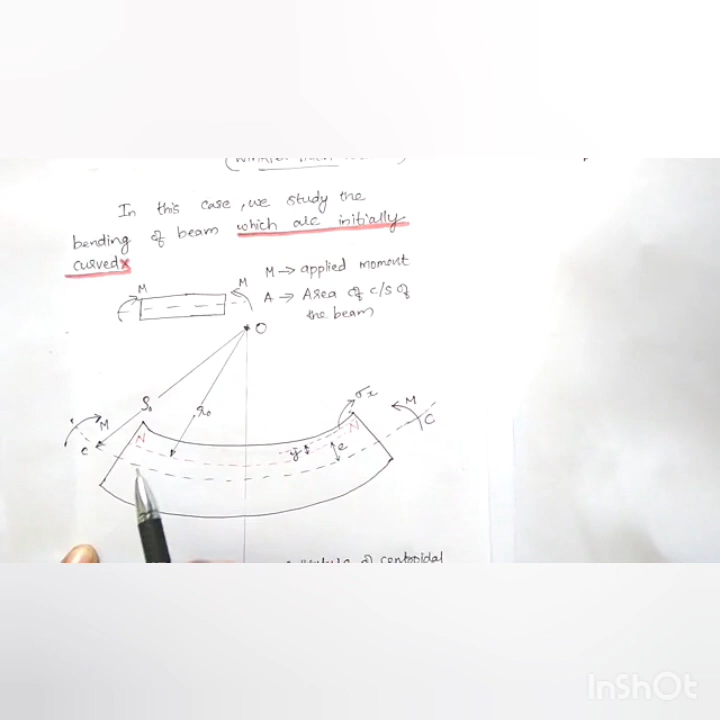 In this case, we study the
bending of beam which are initially
curved
M → applied moment
A → Area of c/s of
the beam
M
M
O
ρ₀
r₀
σx
M
M
C
C
N
N
y
e
centroidal
InShOt